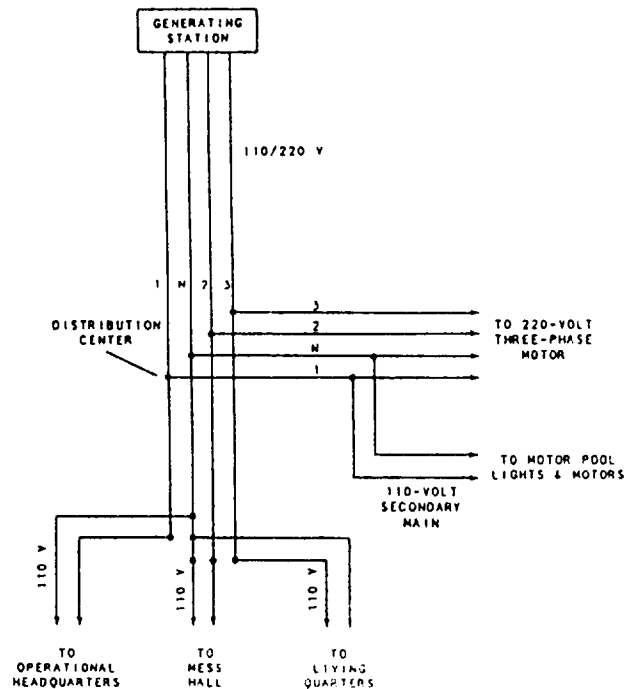 GENERATING
STATION
110/220 V
1 N 2 3
3
2
N
1
DISTRIBUTION
CENTER
TO 220-VOLT
THREE-PHASE
MOTOR
TO MOTOR POOL
LIGHTS & MOTORS
110-VOLT
SECONDARY
MAIN
110 V
110 V
110 V
TO
OPERATIONAL
HEADQUARTERS
TO
MESS
HALL
TO
LIVING
QUARTERS